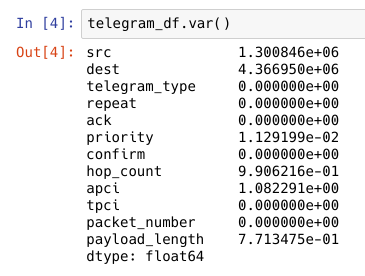 In [4]: telegram_df.var()
Out[4]: src 1.300846e+06
dest 4.366950e+06
telegram_type 0.000000e+00
repeat 0.000000e+00
ack 0.000000e+00
priority 1.129199e-02
confirm 0.000000e+00
hop_count 9.906216e-01
apci 1.082291e+00
tpci 0.000000e+00
packet_number 0.000000e+00
payload_length 7.713475e-01
dtype: float64